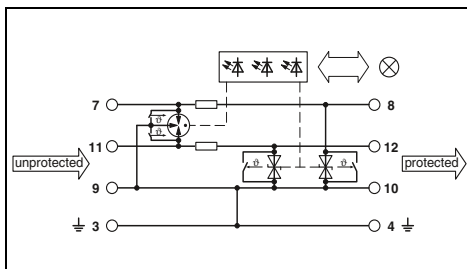 7 ϑ 8
ϑ
11 12
unprotected ϑ ϑ protected
9 10
3 4